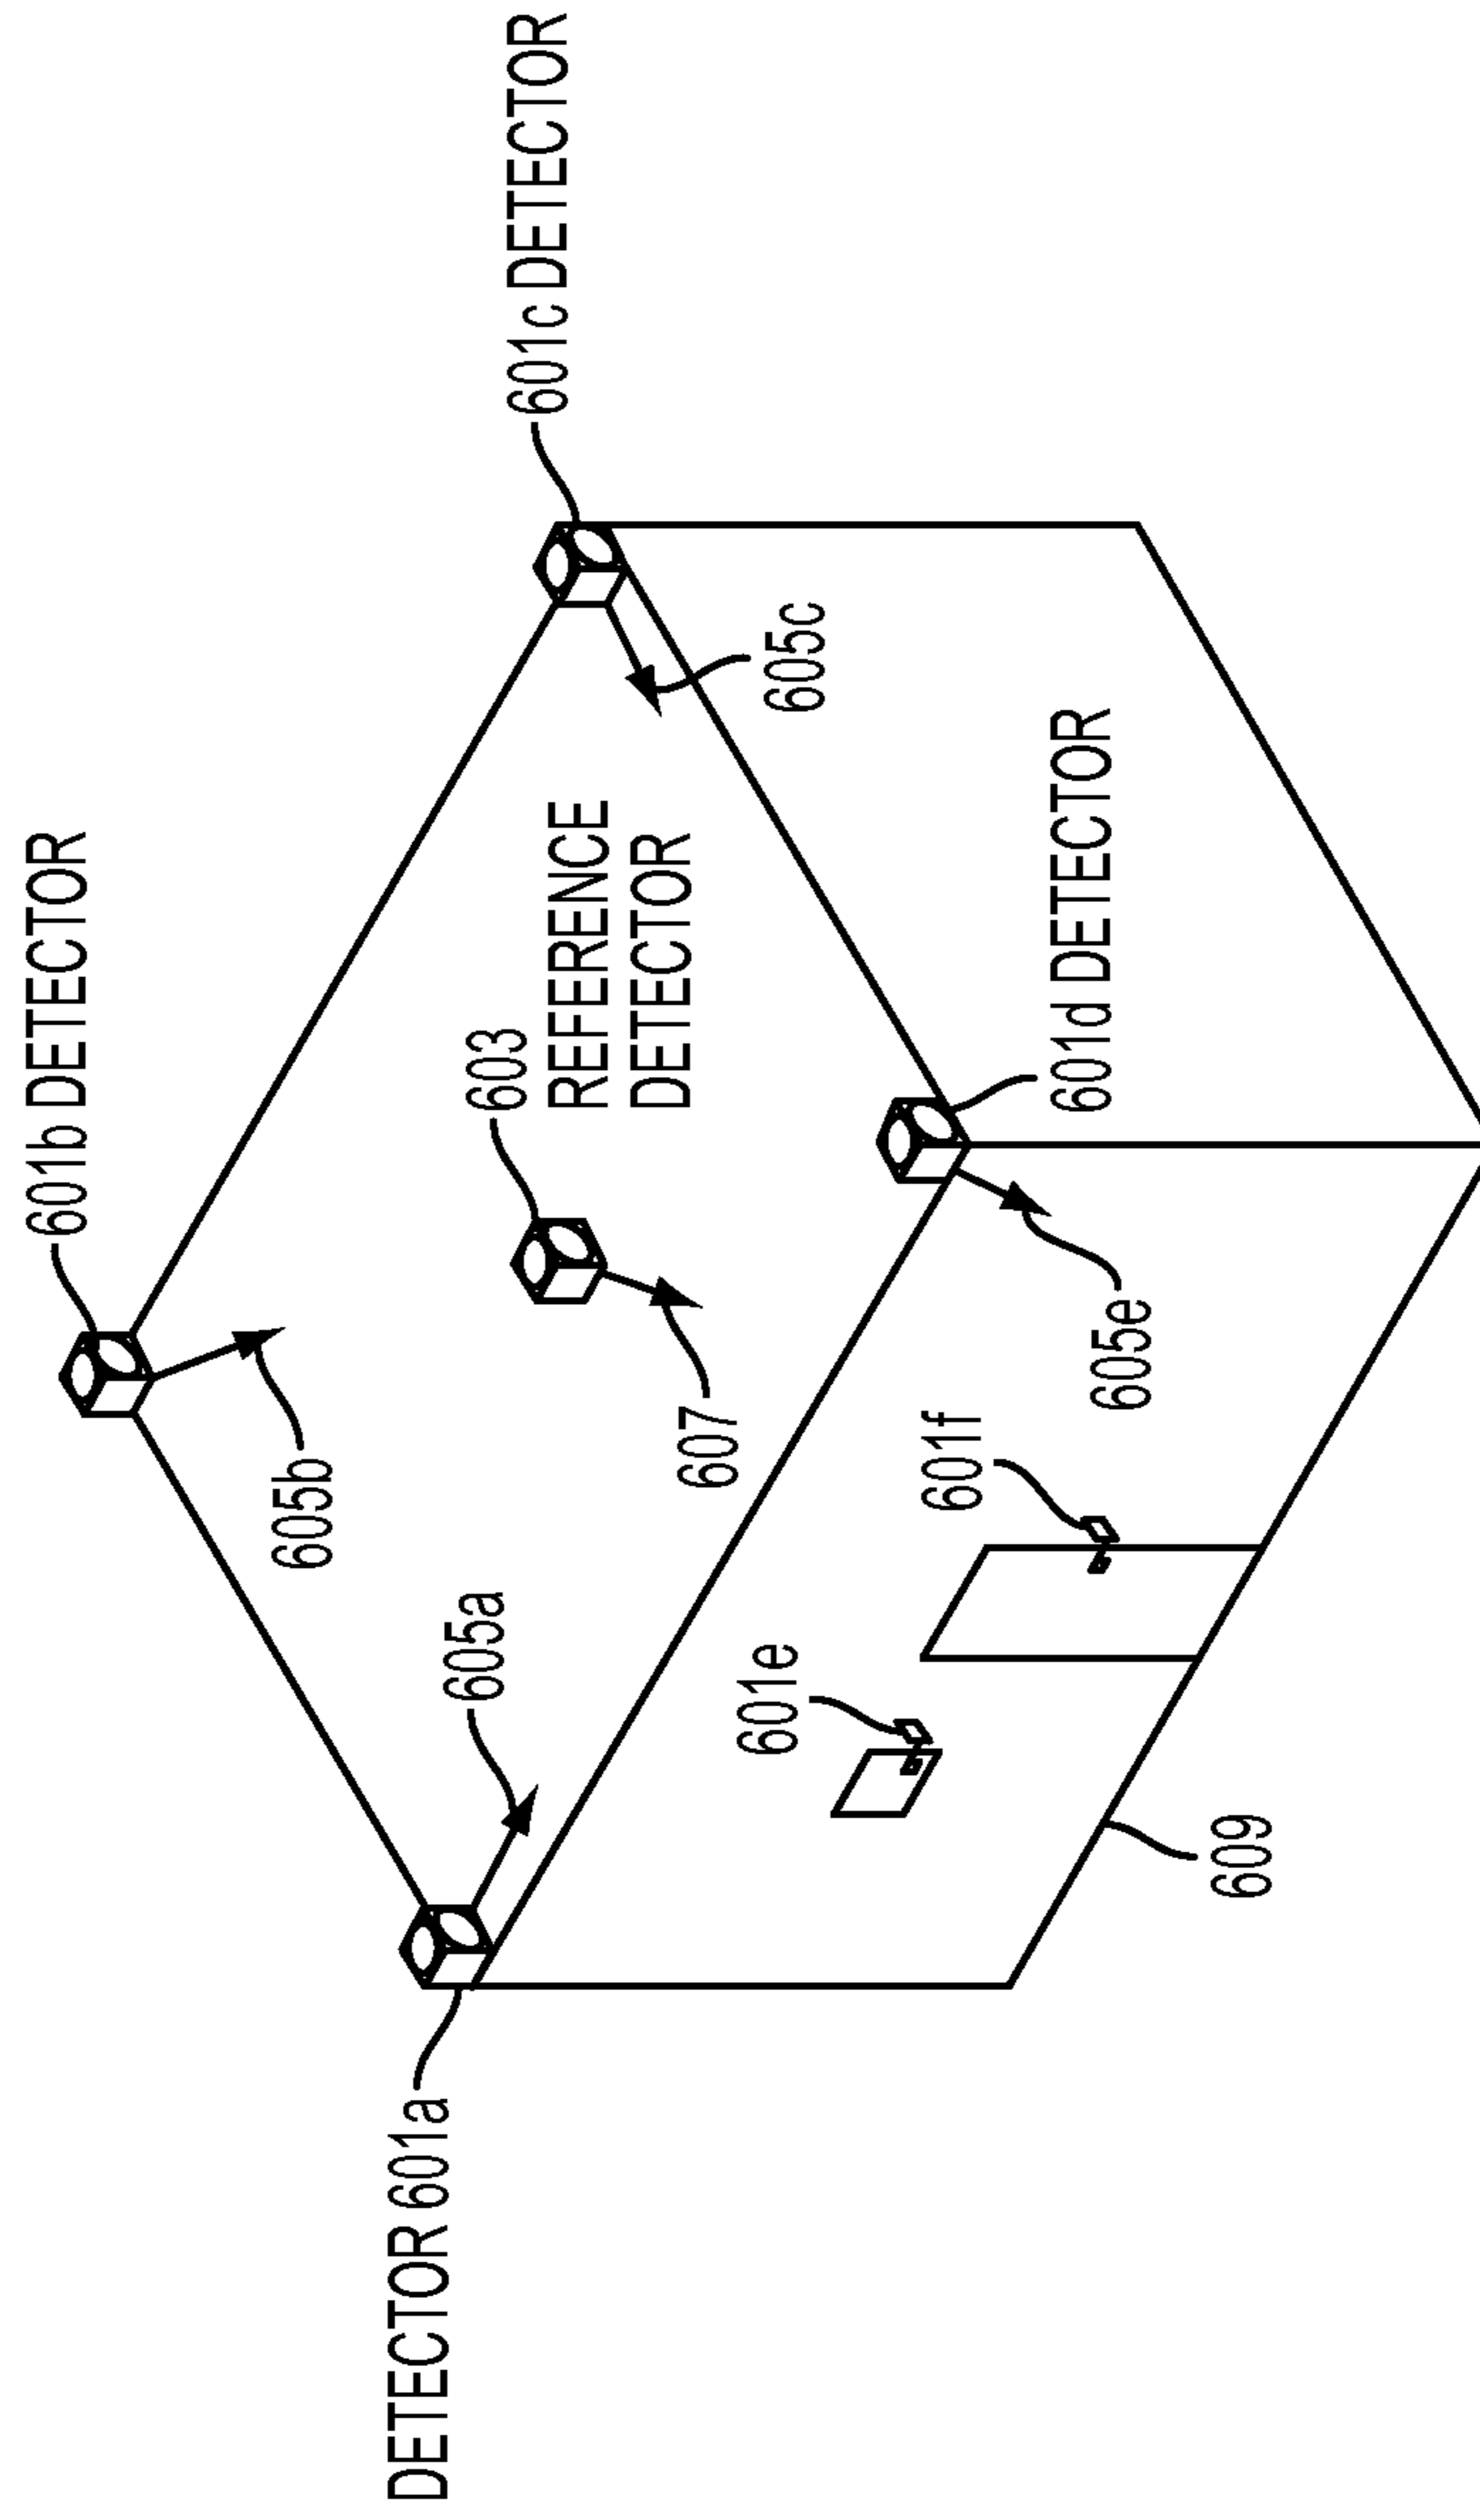 601b DETECTOR
605b
DETECTOR 601a
605a
603
REFERENCE
DETECTOR
601c DETECTOR
607
605c
601e
601f
601d DETECTOR
605e
609